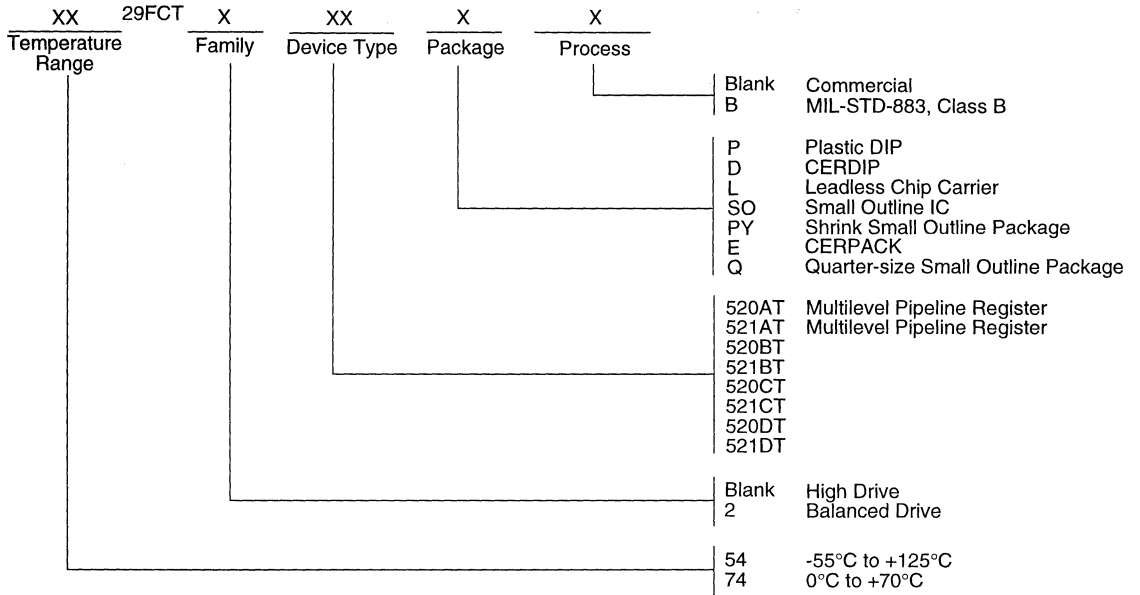 XX 29FCT X XX X X
Temperature Range Family Device Type Package Process
Blank Commercial
B MIL-STD-883, Class B
P Plastic DIP
D CERDIP
L Leadless Chip Carrier
SO Small Outline IC
PY Shrink Small Outline Package
E CERPACK
Q Quarter-size Small Outline Package
520AT Multilevel Pipeline Register
521AT Multilevel Pipeline Register
520BT
521BT
520CT
521CT
520DT
521DT
Blank High Drive
2 Balanced Drive
54 -55°C to +125°C
74 0°C to +70°C